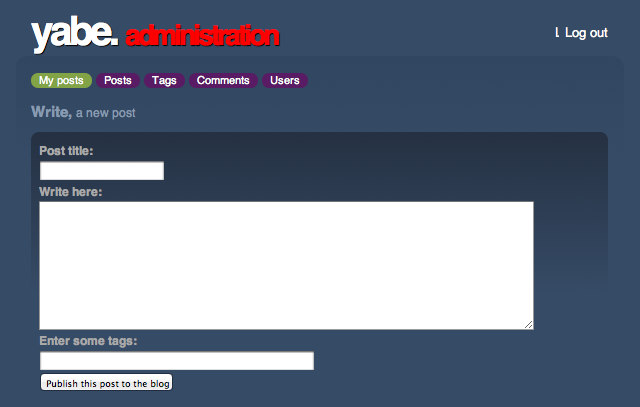 yabe. administration
l Log out
My posts Posts Tags Comments Users
Write, a new post
Post title:
Write here:
Enter some tags:
Publish this post to the blog